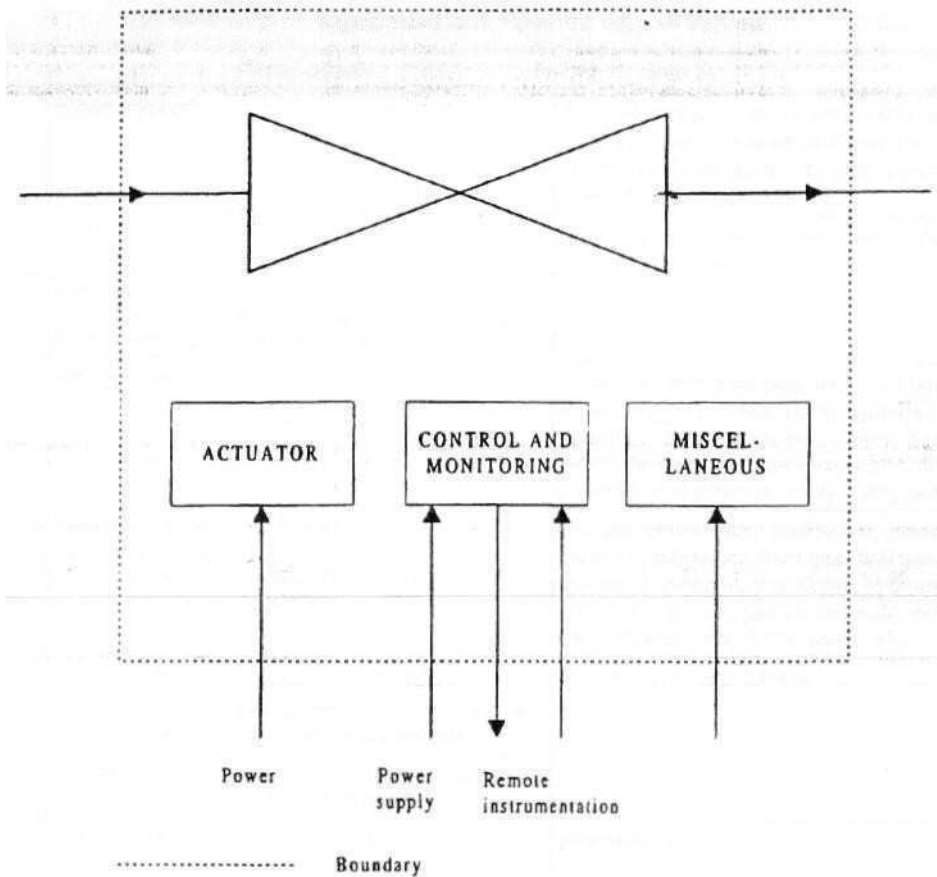 ACTUATOR
CONTROL AND
MONITORING
MISCEL-
LANEOUS
Power
Power
supply
Remote
instrumentation
Boundary